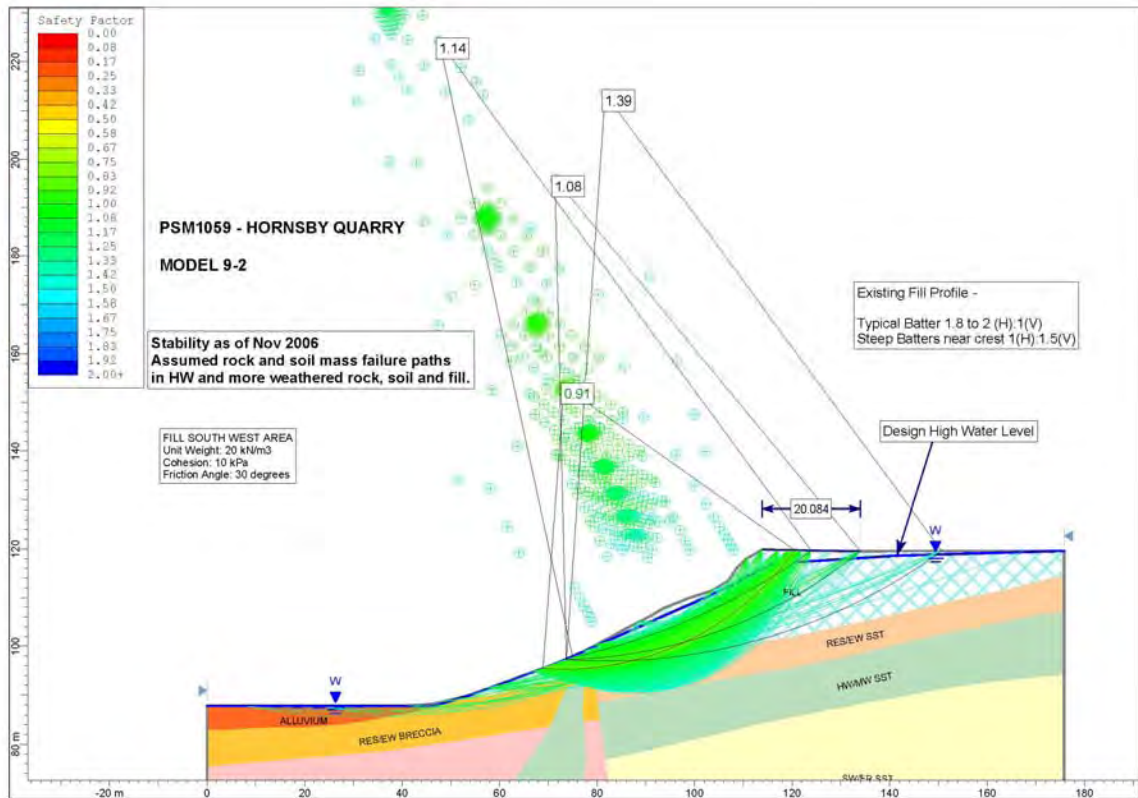 Safety Factor
0.00
0.08
0.17
0.25
0.33
0.42
0.50
0.58
0.67
0.75
0.83
0.92
1.00
1.08
1.17
1.25
1.33
1.42
1.50
1.58
1.67
1.75
1.83
1.92
2.00+
220
200
180
160
140
120
100
80 m
1.14
1.39
1.08
0.91
PSM1059 - HORNSBY QUARRY
MODEL 9-2
Stability as of Nov 2006
Assumed rock and soil mass failure paths
in HW and more weathered rock, soil and fill.
FILL SOUTH WEST AREA
Unit Weight: 20 kN/m3
Cohesion: 10 kPa
Friction Angle: 30 degrees
Existing Fill Profile -
Typical Batter 1.8 to 2 (H):1(V)
Steep Batters near crest 1(H):1.5(V)
Design High Water Level
20.084
W
W
FILL
RES/EW SST
HW/MW SST
ALLUVIUM
RES/EW BRECCIA
-20 m
0
20
40
60
80
100
120
140
160
180